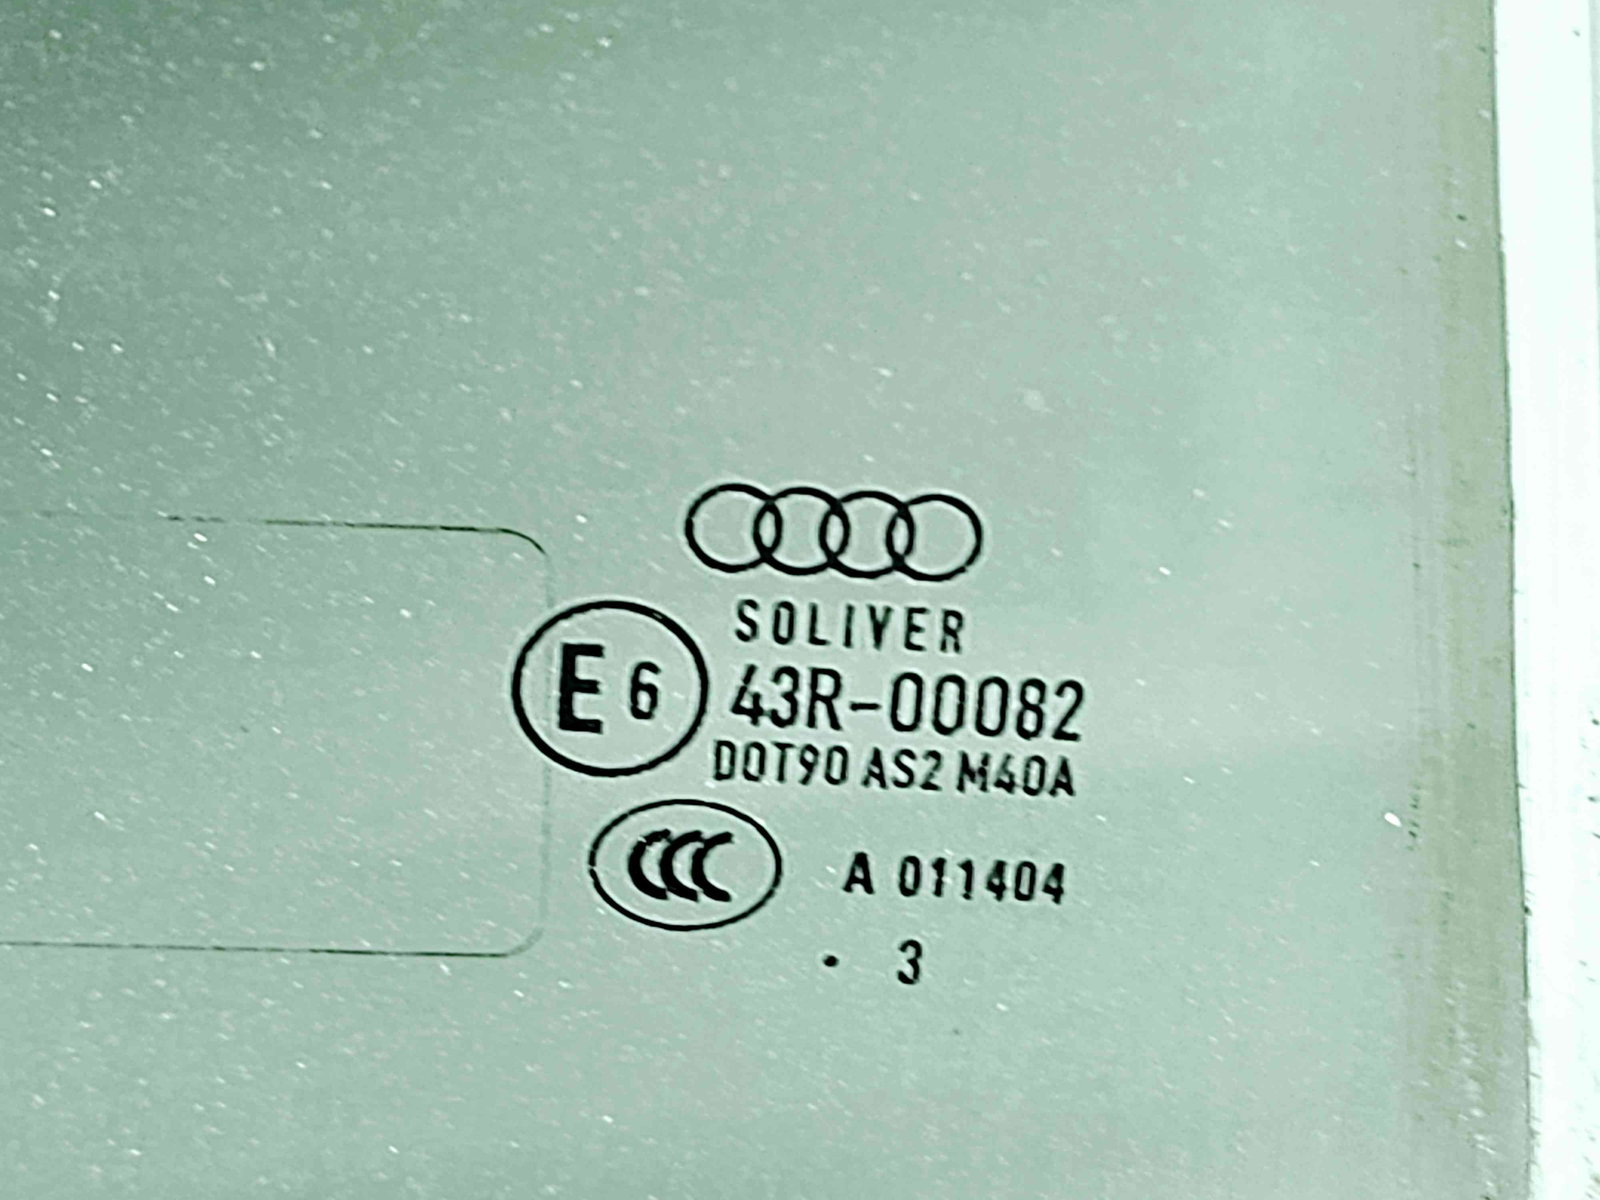 SOLIVER
E6 43R-00082
DOT90 AS2 M40A
CCC A 011404
. 3